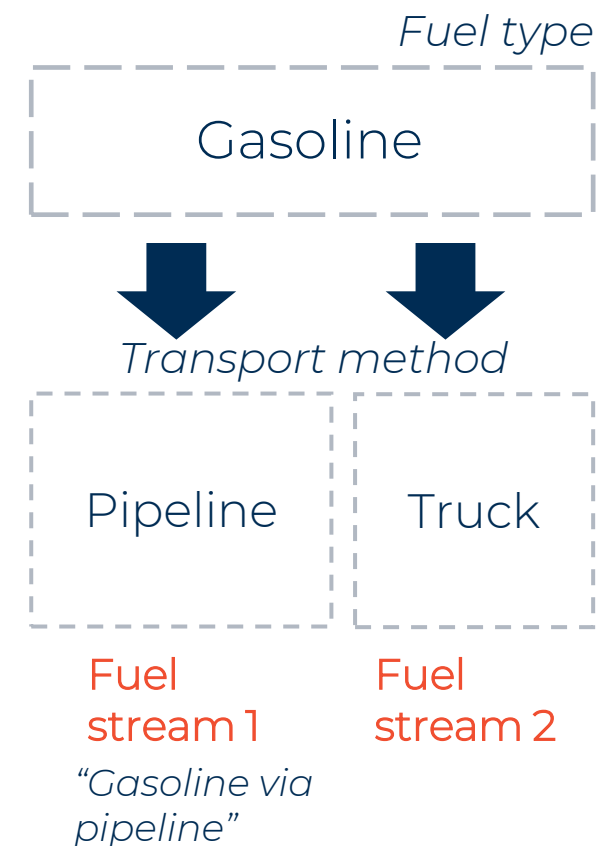 Fuel type
Gasoline
Transport method
Pipeline
Truck
Fuel
stream 1
“Gasoline via
pipeline”
Fuel
stream 2